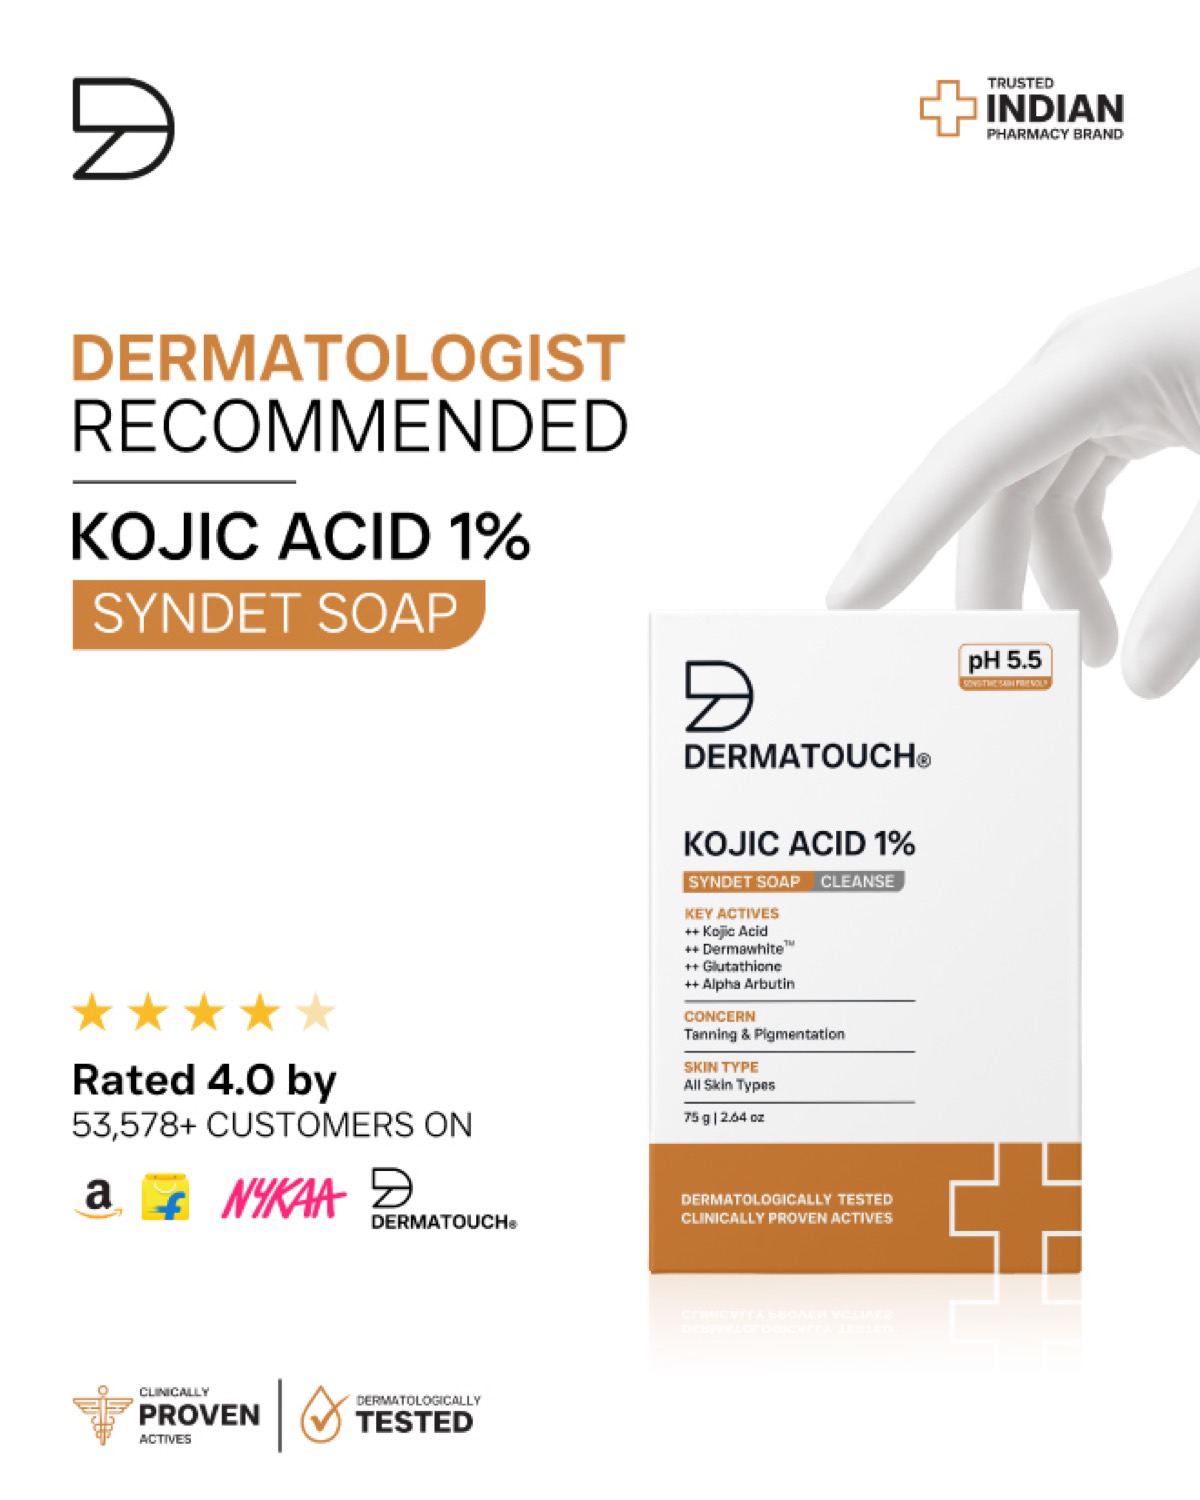 TRUSTED
INDIAN
PHARMACY BRAND
DERMATOLOGIST
RECOMMENDED
KOJIC ACID 1%
SYNDET SOAP
pH 5.5
SENSITIVE SKIN FRIENDLY
DERMATOUCH®
KOJIC ACID 1%
SYNDET SOAP CLEANSE
KEY ACTIVES
++ Kojic Acid
++ Dermawhite™
++ Glutathione
++ Alpha Arbutin
CONCERN
Tanning & Pigmentation
SKIN TYPE
All Skin Types
75 g | 2.64 oz
DERMATOLOGICALLY TESTED
CLINICALLY PROVEN ACTIVES
Rated 4.0 by
53,578+ CUSTOMERS ON
a f NYKAA DERMATOUCH®
CLINICALLY
PROVEN
ACTIVES
DERMATOLOGICALLY
TESTED